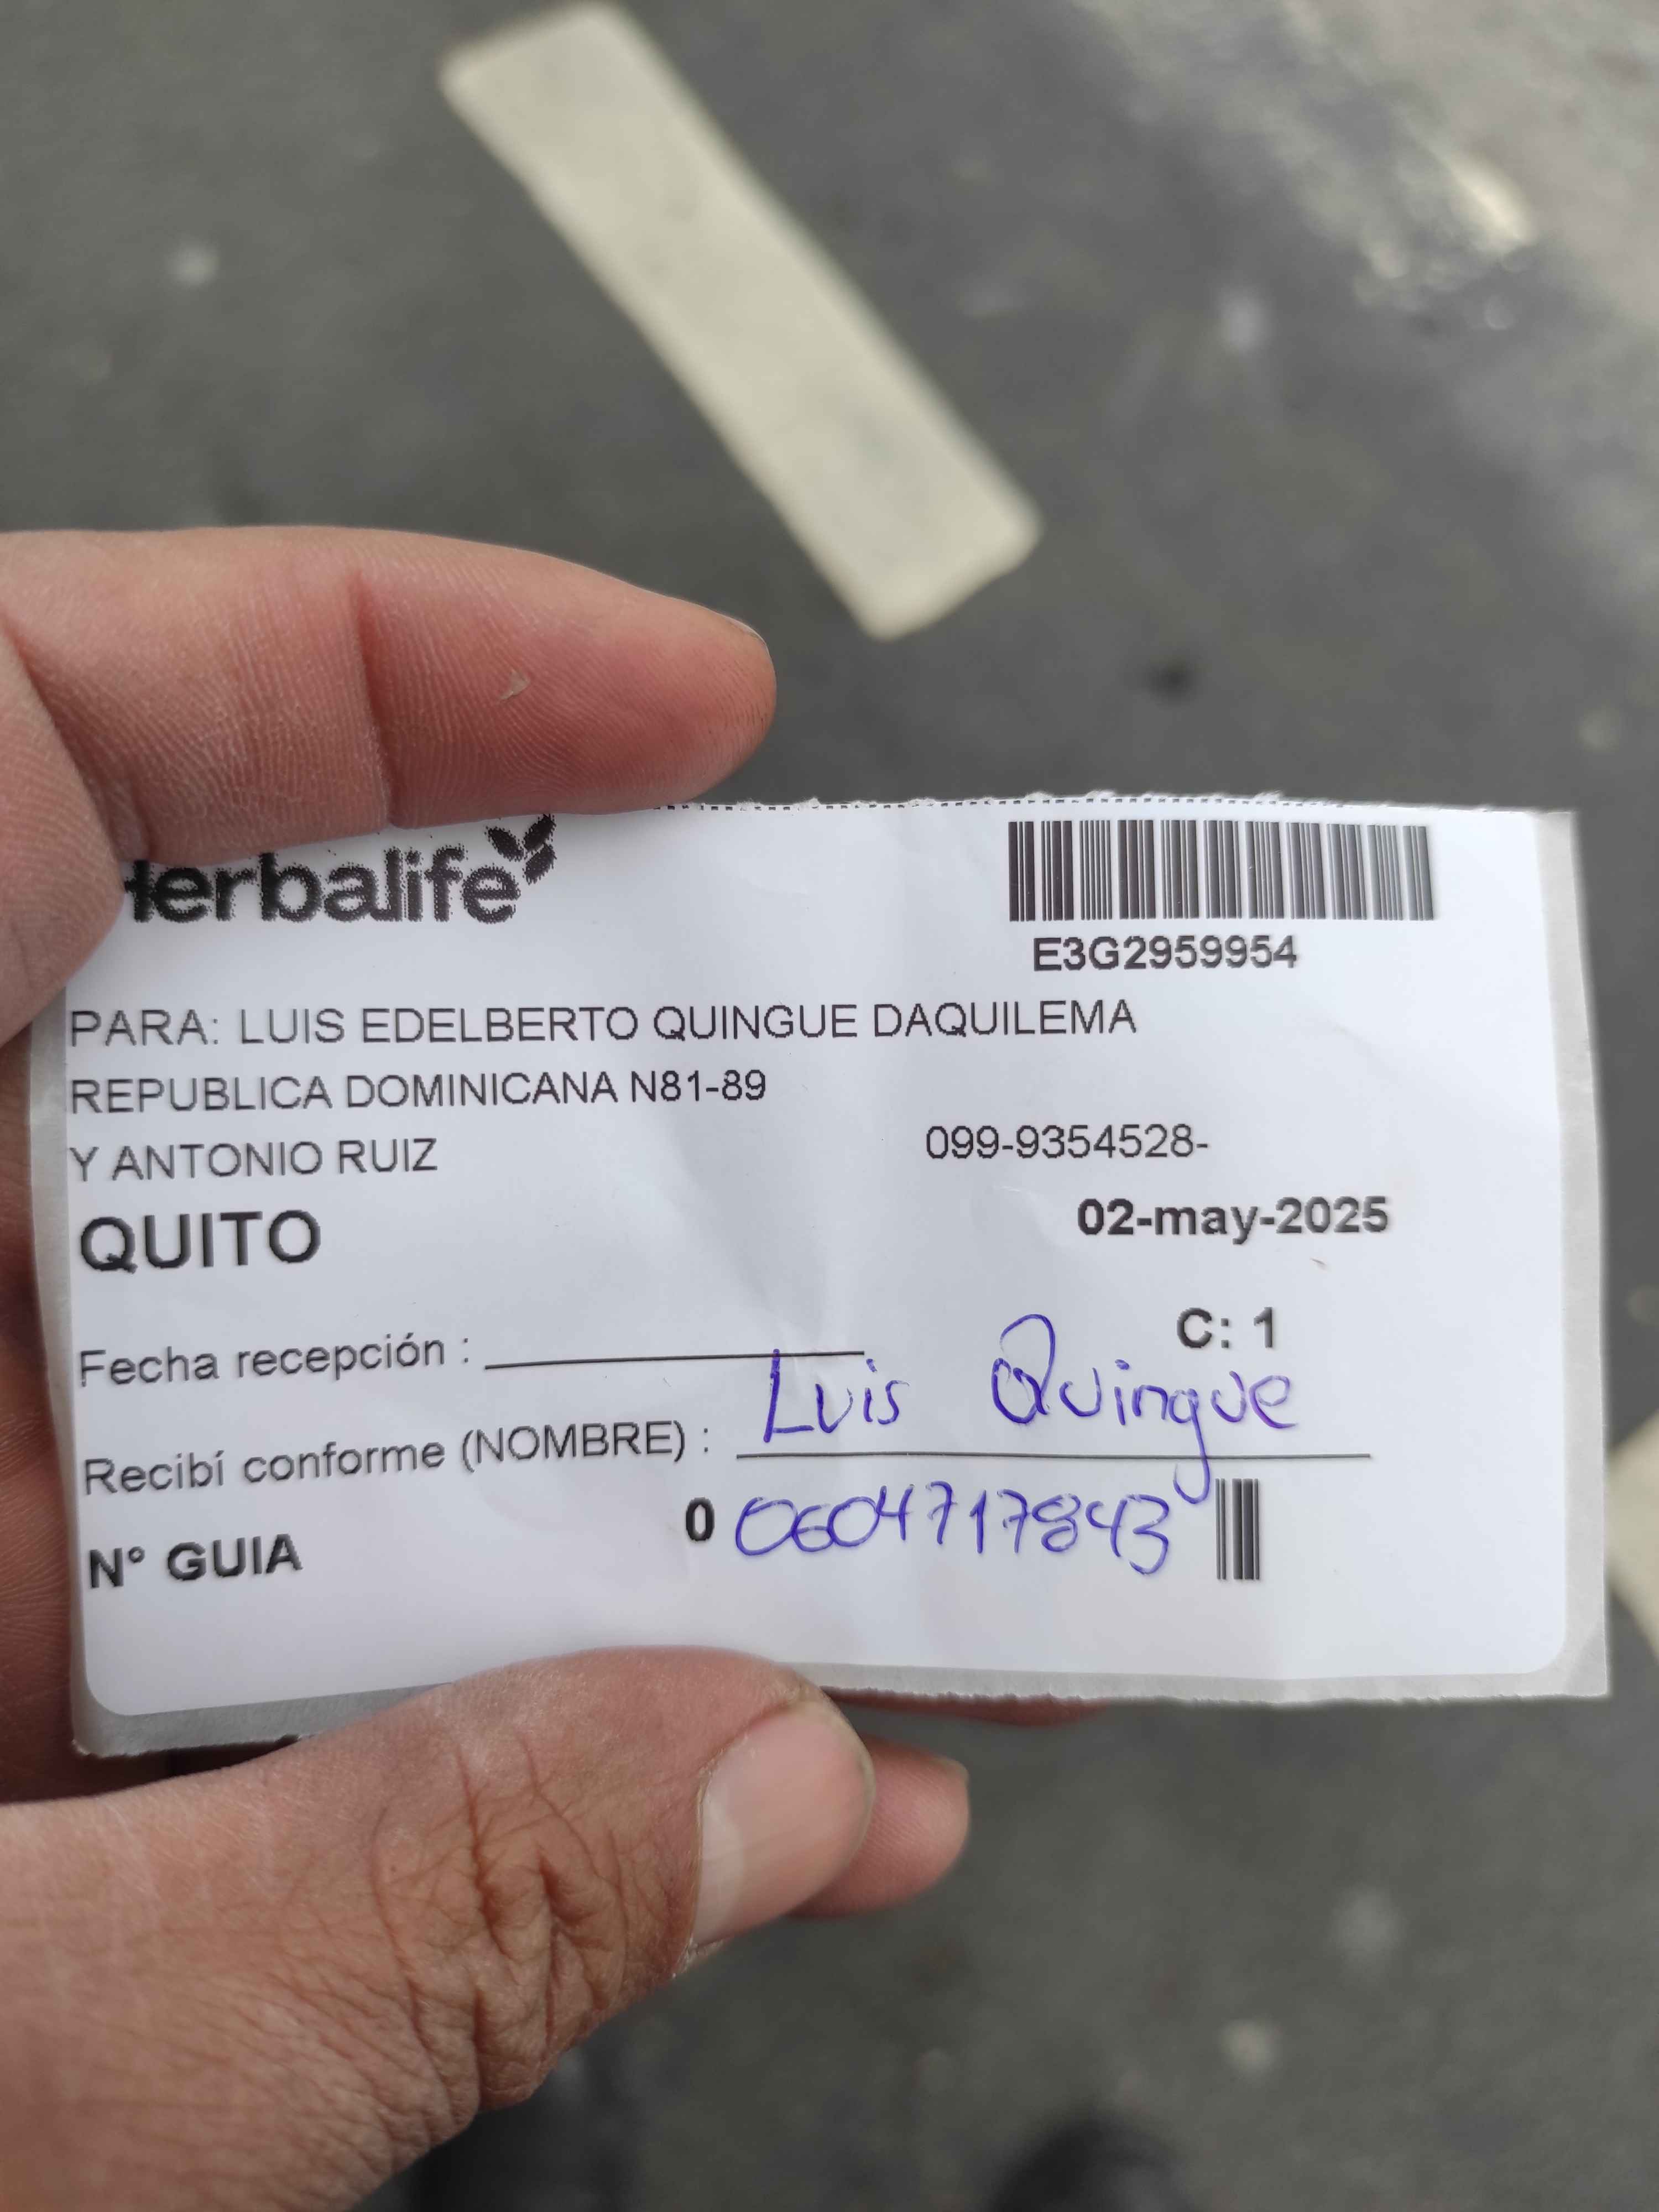 Herbalife
E3G2959954
PARA: LUIS EDELBERTO QUINGUE DAQUILEMA
REPUBLICA DOMINICANA N81-89
Y ANTONIO RUIZ 099-9354528-
QUITO 02-may-2025
C: 1
Fecha recepción :
Recibí conforme (NOMBRE) : Luis Quingue
N° GUIA 0 0604717843